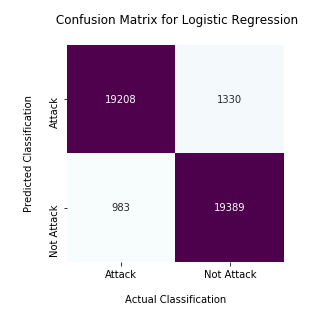 Confusion Matrix for Logistic Regression
Predicted Classification
Attack
19208
1330
Not Attack
983
19389
Attack
Not Attack
Actual Classification